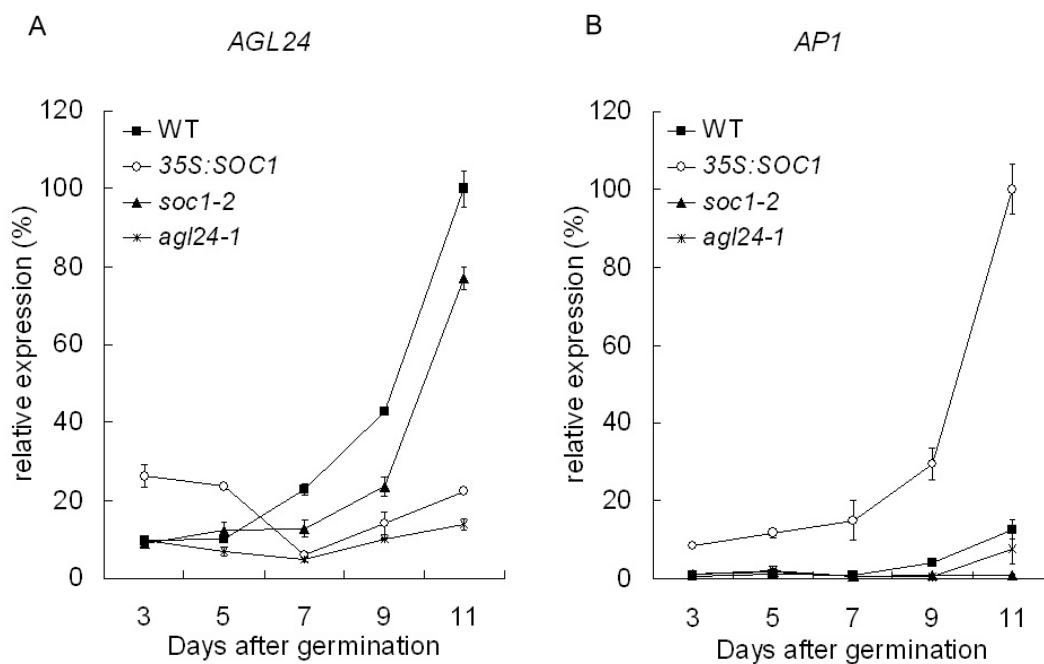 A
AGL24
120
100
80
60
40
20
0
relative expression (%)
WT
35S:SOC1
soc1-2
agl24-1
3 5 7 9 11
Days after germination
B
AP1
120
100
80
60
40
20
0
relative expression (%)
WT
35S:SOC1
soc1-2
agl24-1
3 5 7 9 11
Days after germination